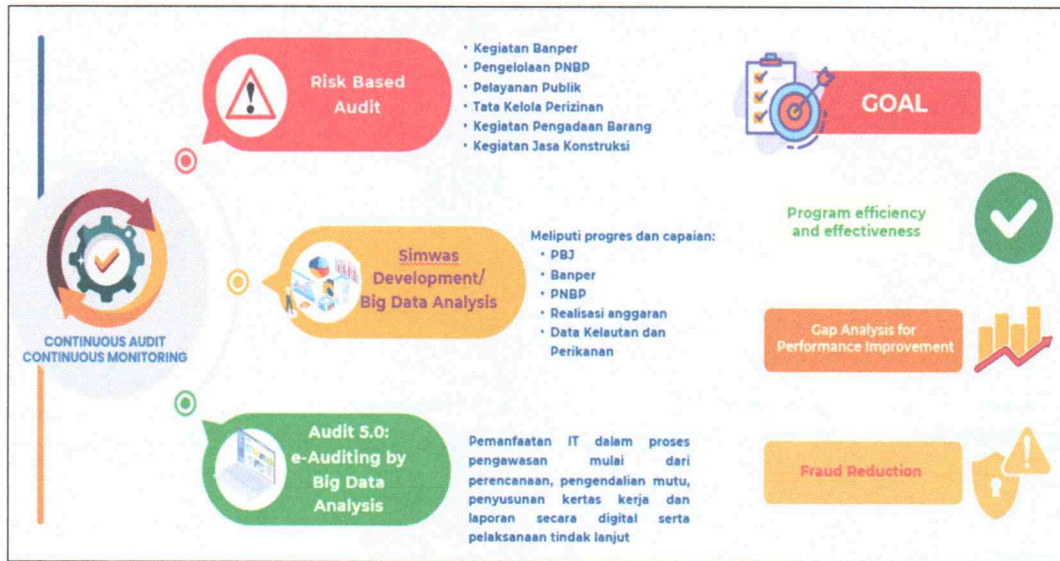 Risk Based
Audit
• Kegiatan Banper
• Pengelolaan PNBP
• Pelayanan Publik
• Tata Kelola Perizinan
• Kegiatan Pengadaan Barang
• Kegiatan Jasa Konstruksi
GOAL
CONTINUOUS AUDIT
CONTINUOUS MONITORING
Simwas
Development/
Big Data Analysis
Meliputi progres dan capaian:
• PBJ
• Banper
• PNBP
• Realisasi anggaran
• Data Kelautan dan
Perikanan
Program efficiency
and effectiveness
Gap Analysis for
Performance Improvement
Audit 5.0:
e-Auditing by
Big Data
Analysis
Pemanfaatan IT dalam proses
pengawasan mulai dari
perencanaan, pengendalian mutu,
penyusunan kertas kerja dan
laporan secara digital serta
pelaksanaan tindak lanjut
Fraud Reduction